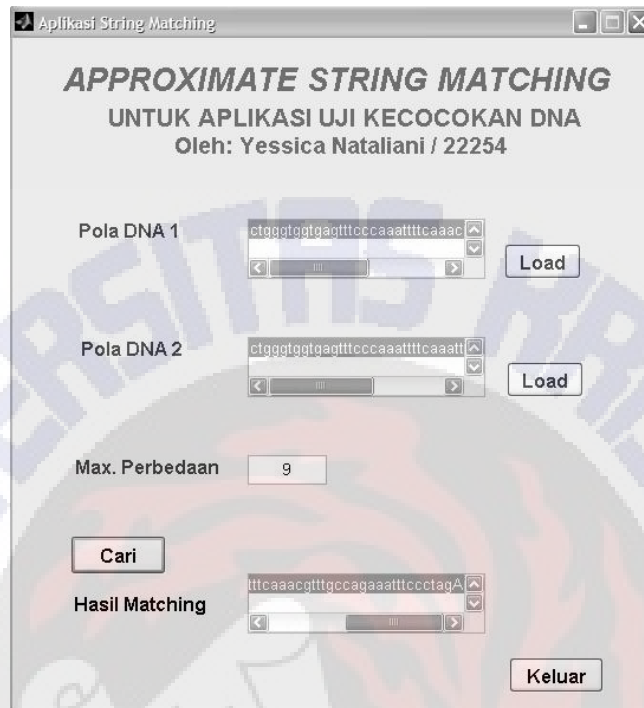 Aplikasi String Matching
APPROXIMATE STRING MATCHING
UNTUK APLIKASI UJI KECOCOKAN DNA
Oleh: Yessica Nataliani / 22254
Pola DNA 1
ctgggtggtgagtttcccaaattttcaaac
Load
Pola DNA 2
ctgggtggtgagtttcccaaattttcaaatt
Load
Max. Perbedaan
9
Cari
Hasil Matching
tttcaaacgtttgccagaaatttccctagA
Keluar